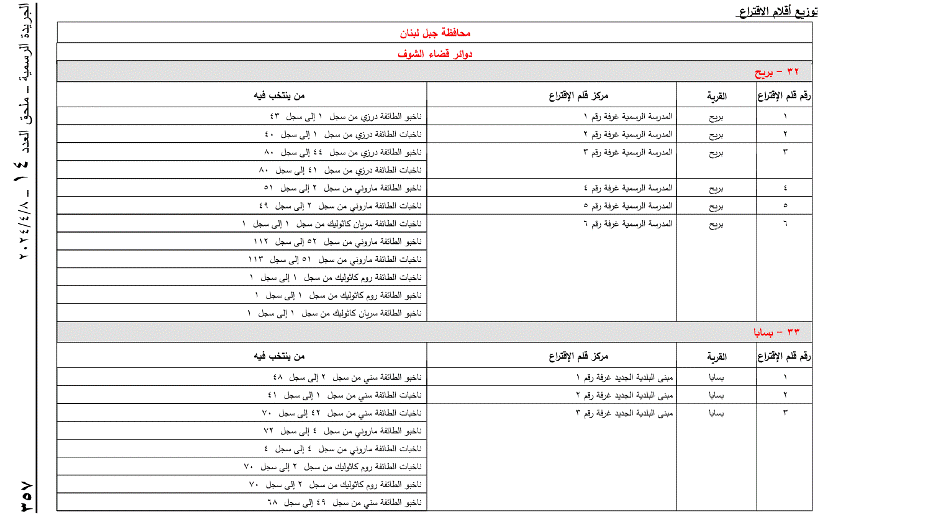 توزيع أقلام الاقتراع
محافظة جبل لبنان
دوائر قضاء الشوف
٣٢ - بريح
رقم قلم الإقتراع القرية مركز قلم الإقتراع من ينتخب فيه
١ بريح المدرسة الرسمية غرفة رقم ١ ناخبو الطائفة درزي من سجل ١ إلى سجل ٤٣
٢ بريح المدرسة الرسمية غرفة رقم ٢ ناخبات الطائفة درزي من سجل ١ إلى سجل ٤٠
٣ بريح المدرسة الرسمية غرفة رقم ٣ ناخبو الطائفة درزي من سجل ٤٤ إلى سجل ٨٠
ناخبات الطائفة درزي من سجل ٤١ إلى سجل ٨٠
٤ بريح المدرسة الرسمية غرفة رقم ٤ ناخبو الطائفة ماروني من سجل ٢ إلى سجل ٥١
٥ بريح المدرسة الرسمية غرفة رقم ٥ ناخبات الطائفة ماروني من سجل ٢ إلى سجل ٤٩
٦ بريح المدرسة الرسمية غرفة رقم ٦ ناخبات الطائفة سريان كاثوليك من سجل ١ إلى سجل ١
ناخبو الطائفة ماروني من سجل ٥٢ إلى سجل ١١٢
ناخبات الطائفة ماروني من سجل ٥١ إلى سجل ١١٣
ناخبات الطائفة روم كاثوليك من سجل ١ إلى سجل ١
ناخبو الطائفة روم كاثوليك من سجل ١ إلى سجل ١
ناخبو الطائفة سريان كاثوليك من سجل ١ إلى سجل ١
٣٣ - بسابا
رقم قلم الإقتراع القرية مركز قلم الإقتراع من ينتخب فيه
١ بسابا مبنى البلدية الجديد غرفة رقم ١ ناخبو الطائفة سني من سجل ٢ إلى سجل ٤٨
٢ بسابا مبنى البلدية الجديد غرفة رقم ٢ ناخبات الطائفة سني من سجل ١ إلى سجل ٤١
٣ بسابا مبنى البلدية الجديد غرفة رقم ٣ ناخبات الطائفة سني من سجل ٤٢ إلى سجل ٧٠
ناخبو الطائفة ماروني من سجل ٤ إلى سجل ٧٢
ناخبات الطائفة ماروني من سجل ٤ إلى سجل ٤
ناخبات الطائفة روم كاثوليك من سجل ٢ إلى سجل ٧٠
ناخبو الطائفة روم كاثوليك من سجل ٢ إلى سجل ٧٠
ناخبو الطائفة سني من سجل ٤٩ إلى سجل ٦٨
الجريدة الرسمية - ملحق العدد ١٤ - ٢٠٢٤/٤/٨
٣٥٧